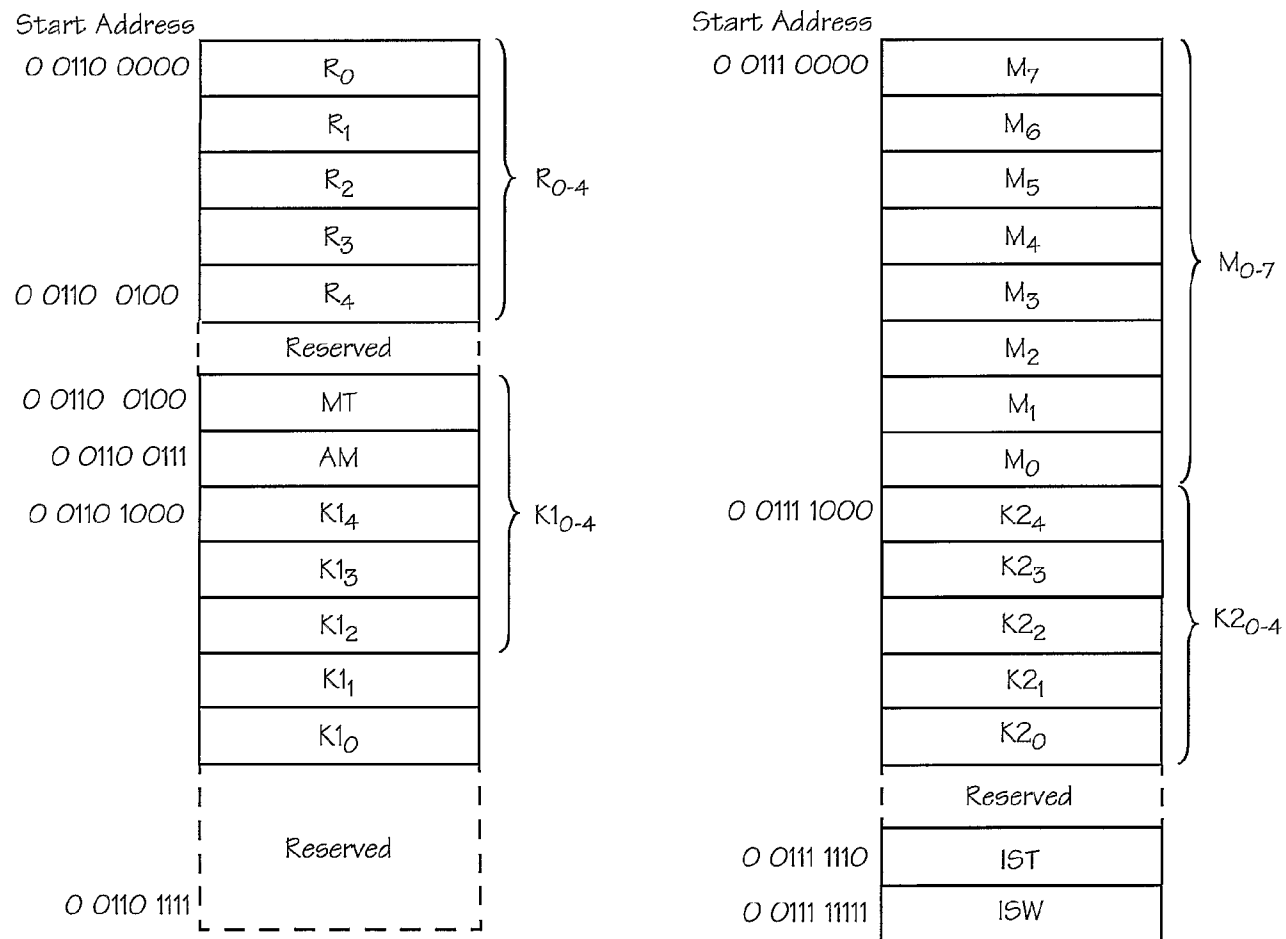 Start Address
0 0110 0000
R0
R1
R2
R3
0 0110 0100
R4
R0-4
Reserved
0 0110 0100
MT
0 0110 0111
AM
0 0110 1000
K14
K13
K12
K11
K10
K10-4
Reserved
0 0110 1111
Start Address
0 0111 0000
M7
M6
M5
M4
M3
M2
M1
M0
M0-7
0 0111 1000
K24
K23
K22
K21
K20
K20-4
Reserved
0 0111 1110
IST
0 0111 11111
ISW